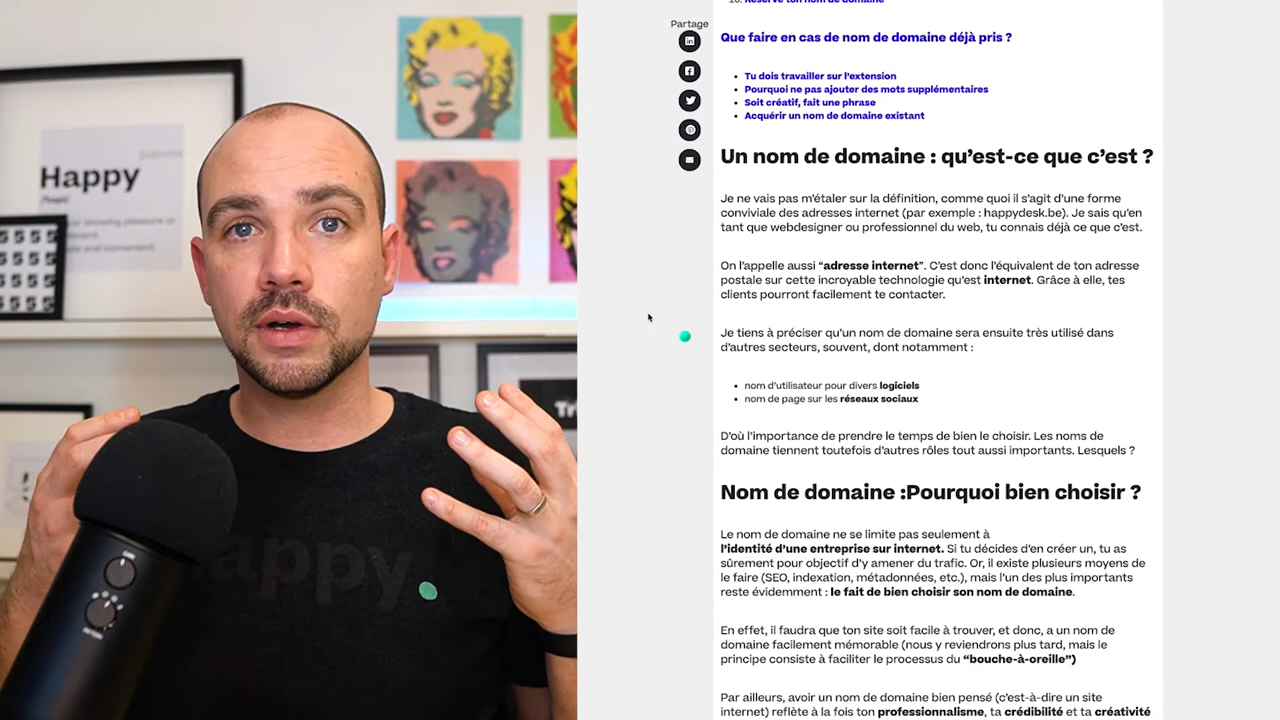 Happy
5 5 5 5
appy.
Tr
10. Réserve ton nom de domaine
Partage
Que faire en cas de nom de domaine déjà pris ?
Tu dois travailler sur l’extension
Pourquoi ne pas ajouter des mots supplémentaires
Soit créatif, fait une phrase
Acquérir un nom de domaine existant
Un nom de domaine : qu’est-ce que c’est ?
Je ne vais pas m’étaler sur la définition, comme quoi il s’agit d’une forme
conviviale des adresses internet (par exemple : happydesk.be). Je sais qu’en
tant que webdesigner ou professionnel du web, tu connais déjà ce que c’est.
On l’appelle aussi “adresse internet”. C’est donc l’équivalent de ton adresse
postale sur cette incroyable technologie qu’est internet. Grâce à elle, tes
clients pourront facilement te contacter.
Je tiens à préciser qu’un nom de domaine sera ensuite très utilisé dans
d’autres secteurs, souvent, dont notamment :
nom d’utilisateur pour divers logiciels
nom de page sur les réseaux sociaux
D’où l’importance de prendre le temps de bien le choisir. Les noms de
domaine tiennent toutefois d’autres rôles tout aussi importants. Lesquels ?
Nom de domaine :Pourquoi bien choisir ?
Le nom de domaine ne se limite pas seulement à
l’identité d’une entreprise sur internet. Si tu décides d’en créer un, tu as
sûrement pour objectif d’y amener du trafic. Or, il existe plusieurs moyens de
le faire (SEO, indexation, métadonnées, etc.), mais l’un des plus importants
reste évidemment : le fait de bien choisir son nom de domaine.
En effet, il faudra que ton site soit facile à trouver, et donc, a un nom de
domaine facilement mémorable (nous y reviendrons plus tard, mais le
principe consiste à faciliter le processus du “bouche-à-oreille”)
Par ailleurs, avoir un nom de domaine bien pensé (c’est-à-dire un site
internet) reflète à la fois ton professionnalisme, ta crédibilité et ta créativité